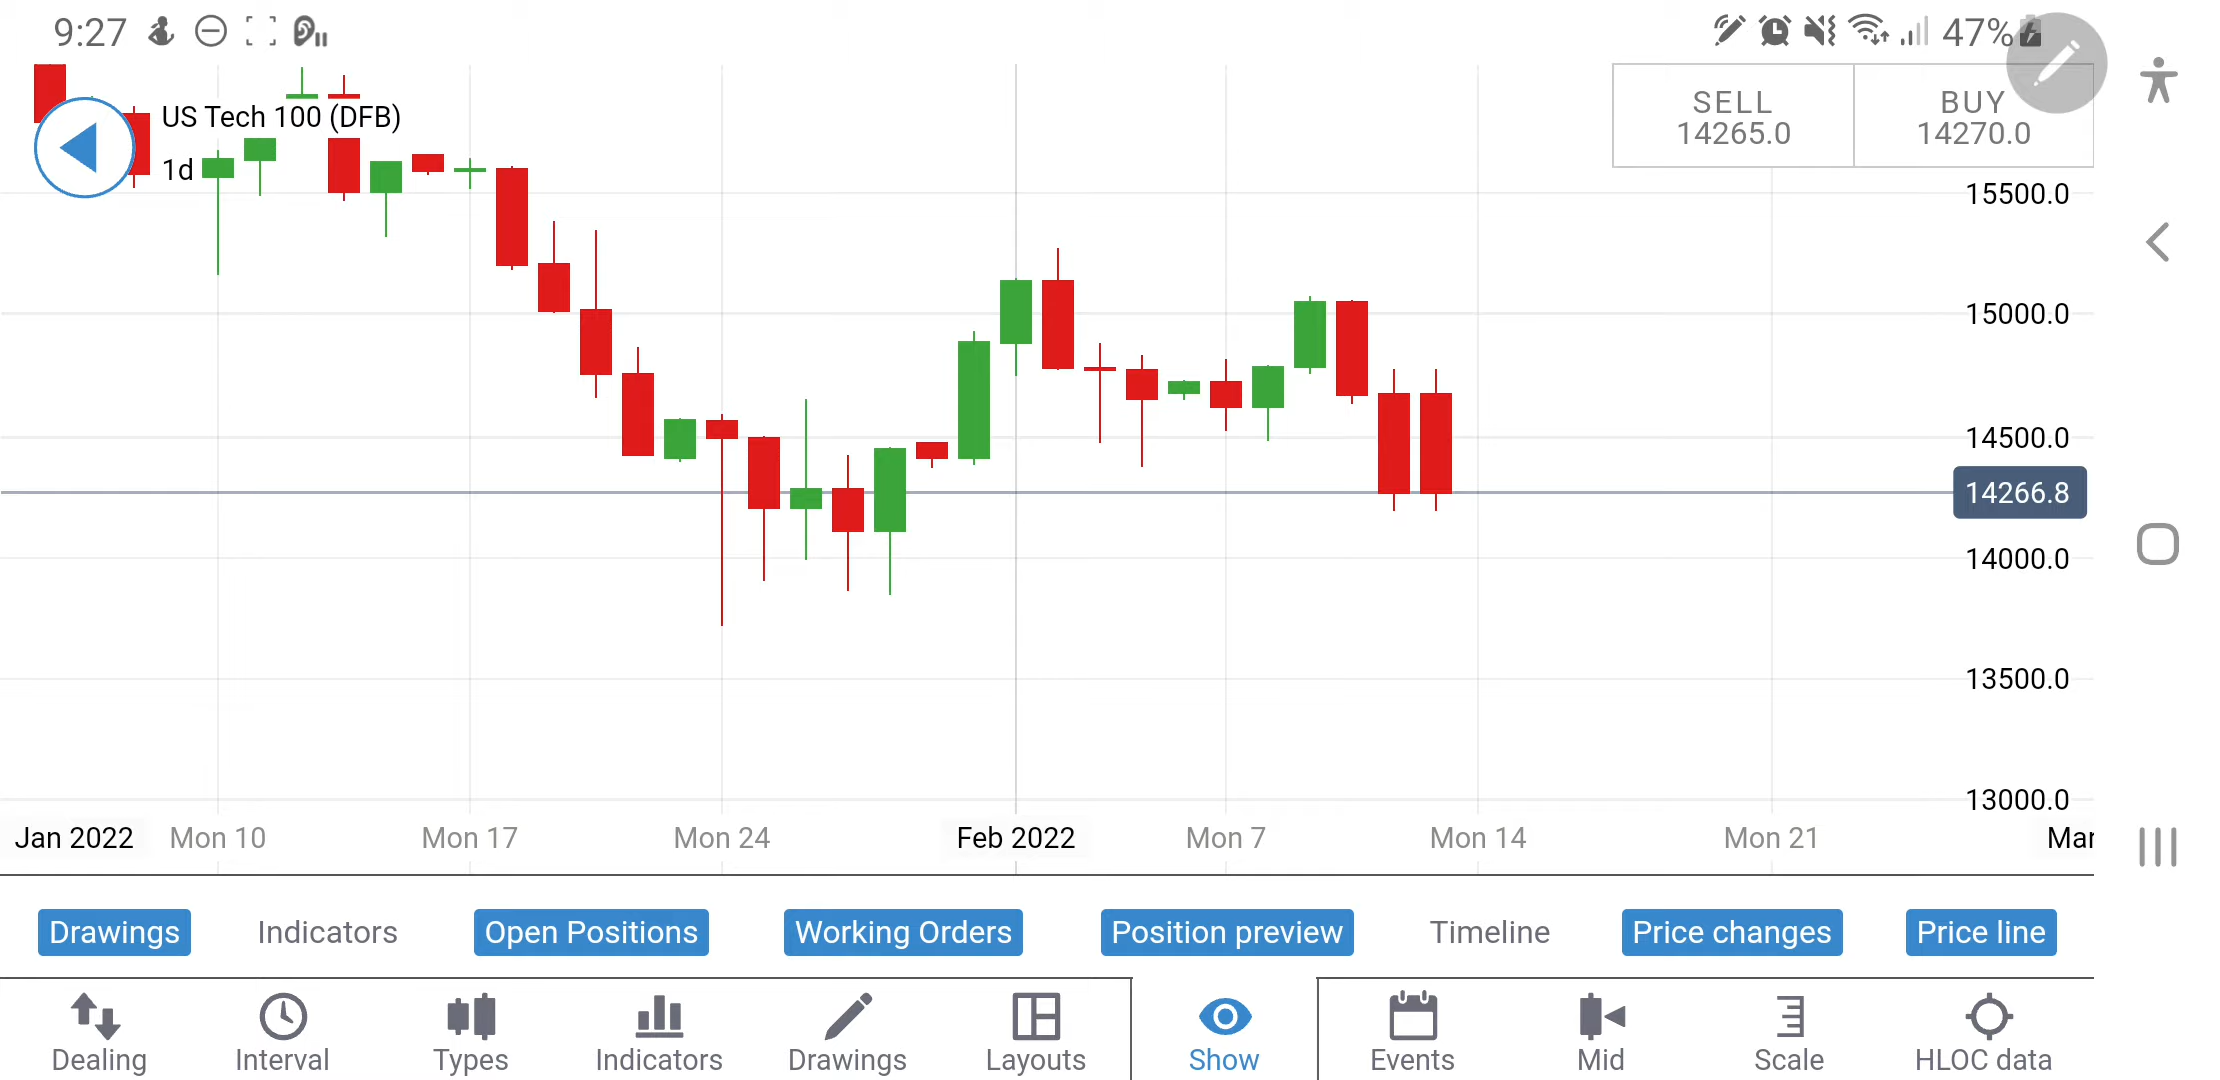 9:27
47%
US Tech 100 (DFB)
1d
SELL
14265.0
BUY
14270.0
15500.0
15000.0
14500.0
14266.8
14000.0
13500.0
13000.0
Jan 2022 Mon 10 Mon 17 Mon 24 Feb 2022 Mon 7 Mon 14 Mon 21 Mar
Drawings Indicators Open Positions Working Orders Position preview Timeline Price changes Price line
Dealing Interval Types Indicators Drawings Layouts Show Events Mid Scale HLOC data